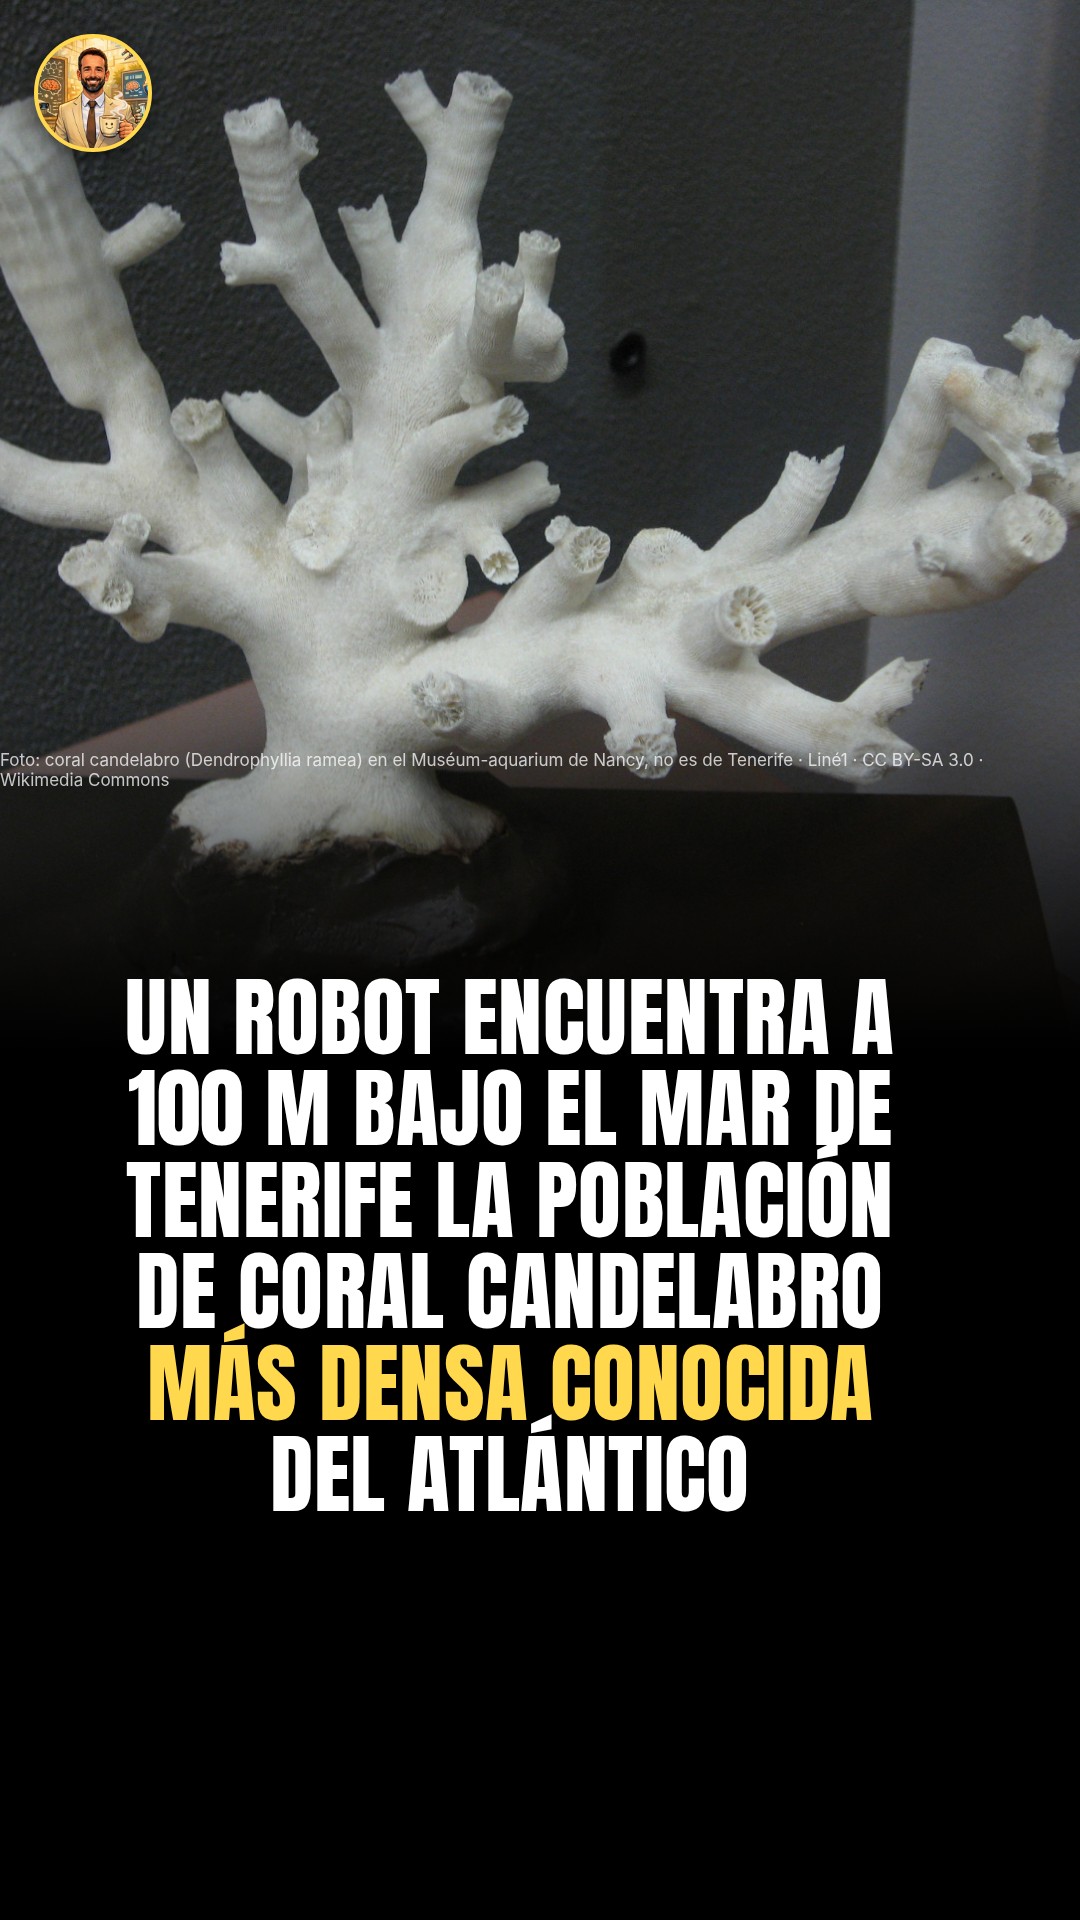 Foto: coral candelabro (Dendrophyllia ramea) en el Muséum-aquarium de Nancy, no es de Tenerife · Liné1 · CC BY-SA 3.0 ·
Wikimedia Commons
UN ROBOT ENCUENTRA A
100 M BAJO EL MAR DE
TENERIFE LA POBLACIÓN
DE CORAL CANDELABRO
MÁS DENSA CONOCIDA
DEL ATLÁNTICO